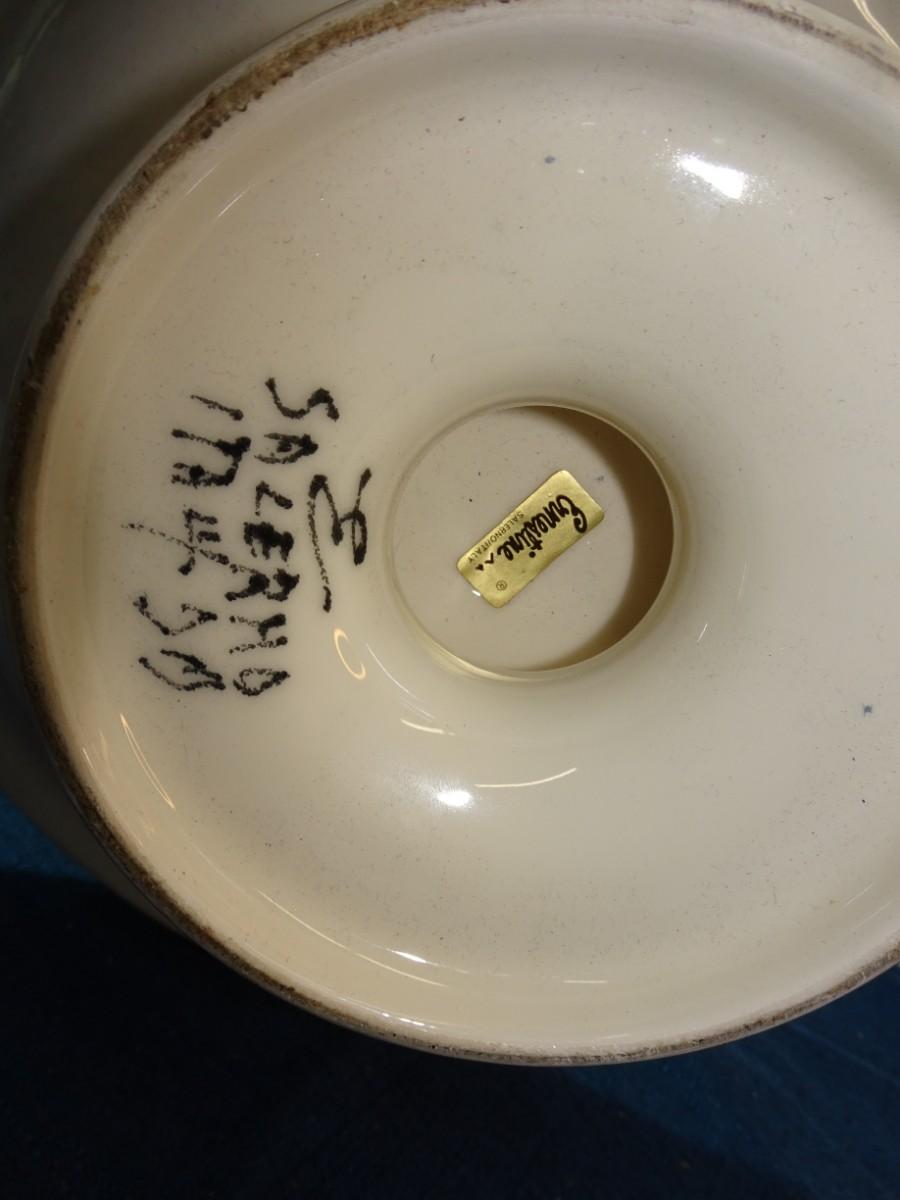 E
SALERNO
ITALY
Ernestine
SALERNO/ITALY
®